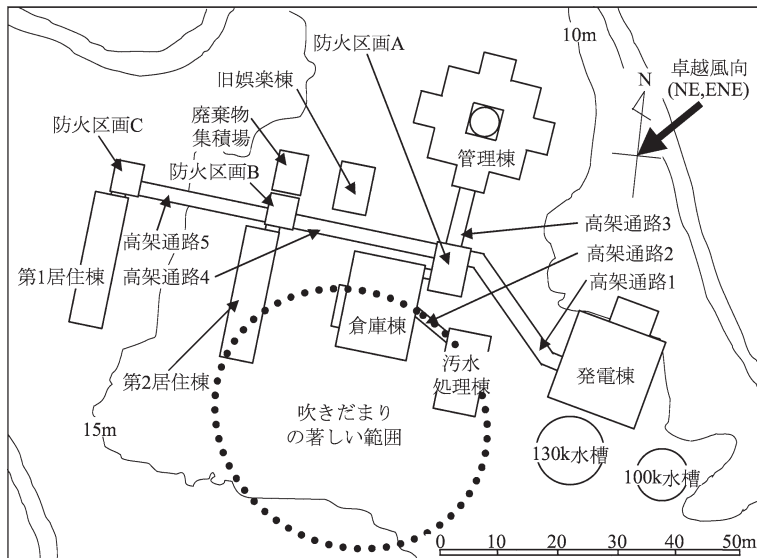 10m
防火区画A
卓越風向
(NE,ENE)
N
旧娯楽棟
廃棄物
集積場
防火区画C
管理棟
防火区画B
高架通路3
高架通路2
高架通路5
高架通路4
高架通路1
第1居住棟
倉庫棟
汚水
処理棟
発電棟
第2居住棟
吹きだまり
の著しい範囲
15m
130k水槽
100k水槽
0 10 20 30 40 50m